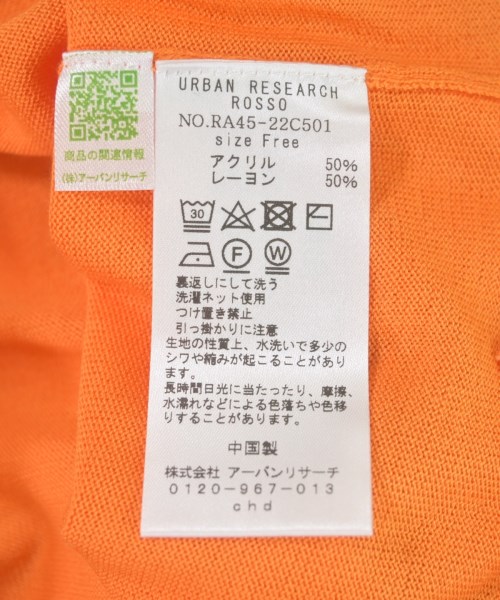 商品の関連情報
(株)アーバンリサーチ
URBAN RESEARCH
ROSSO
NO.RA45-22C501
size Free
アクリル 50%
レーヨン 50%
30
F W
裏返しにして洗う
洗濯ネット使用
つけ置き禁止
引っ掛かりに注意
生地の性質上、水洗いで多少の
シワや縮みが起こることがあり
ます。
長時間日光に当たったり、摩擦、
水濡れなどによる色落ちや色移
りすることがあります。
中国製
株式会社 アーバンリサーチ
0120-967-013
chd